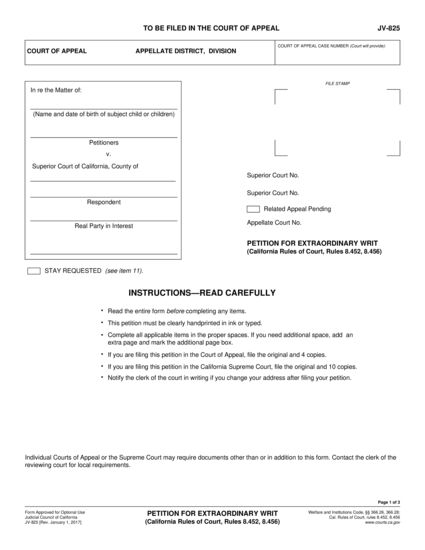 TO BE FILED IN THE COURT OF APPEAL
JV-825
COURT OF APPEAL APPELLATE DISTRICT, DIVISION
COURT OF APPEAL CASE NUMBER (Court will provide):
In re the Matter of:
(Name and date of birth of subject child or children)
Petitioners
v.
Superior Court of California, County of
Respondent
Real Party in Interest
FILE STAMP
Superior Court No.
Superior Court No.
Related Appeal Pending
Appellate Court No.
PETITION FOR EXTRAORDINARY WRIT
(California Rules of Court, Rules 8.452, 8.456)
STAY REQUESTED (see item 11).
INSTRUCTIONS—READ CAREFULLY
• Read the entire form before completing any items.
• This petition must be clearly handprinted in ink or typed.
• Complete all applicable items in the proper spaces. If you need additional space, add an
extra page and mark the additional page box.
• If you are filing this petition in the Court of Appeal, file the original and 4 copies.
• If you are filing this petition in the California Supreme Court, file the original and 10 copies.
• Notify the clerk of the court in writing if you change your address after filing your petition.
Individual Courts of Appeal or the Supreme Court may require documents other than or in addition to this form. Contact the clerk of the
reviewing court for local requirements.
Page 1 of 3
Form Approved for Optional Use
Judicial Council of California
JV-825 [Rev. January 1, 2017]
PETITION FOR EXTRAORDINARY WRIT
(California Rules of Court, Rules 8.452, 8.456)
Welfare and Institutions Code, §§ 366.26, 366.28;
Cal. Rules of Court, rules 8.452, 8.456
www.courts.ca.gov